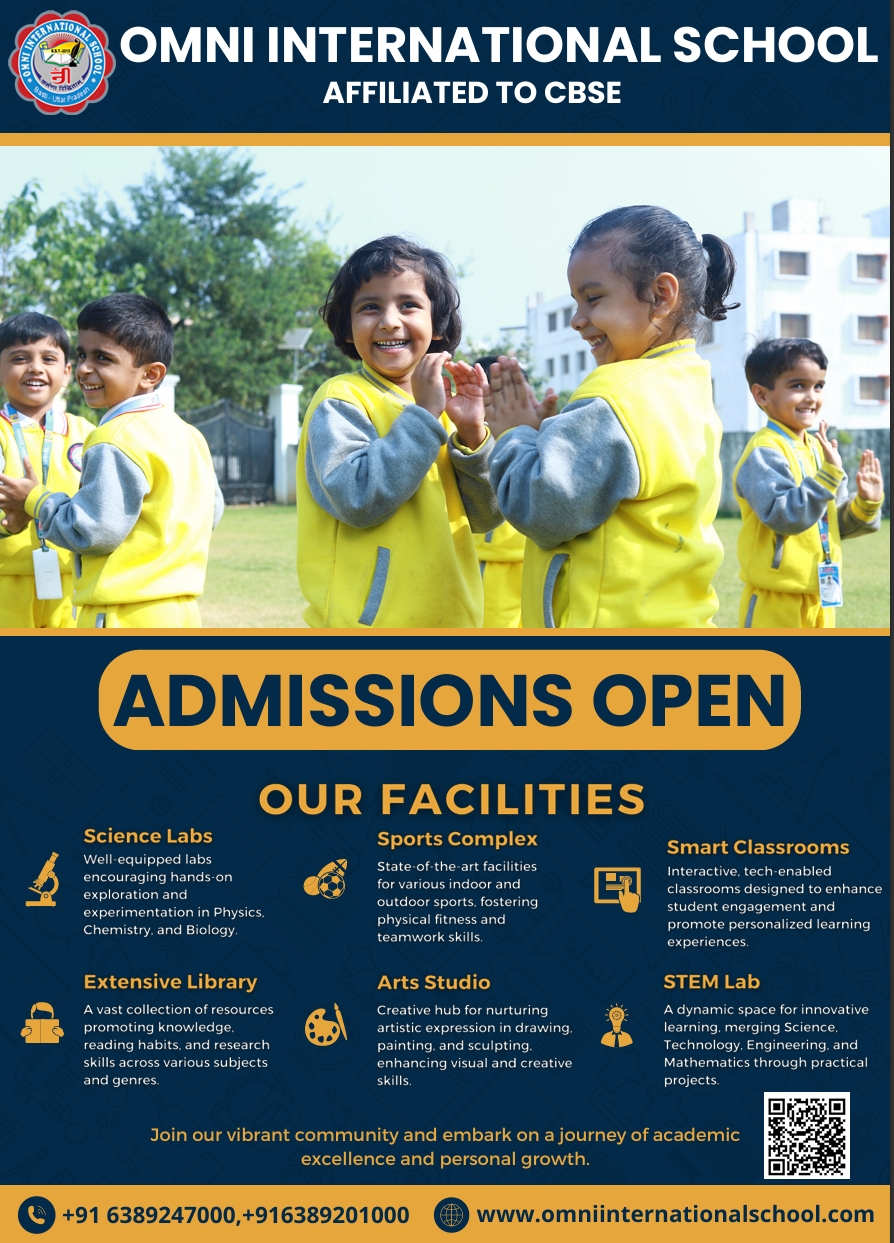 OMNI INTERNATIONAL SCHOOL
AFFILIATED TO CBSE
OMNI INTERNATIONAL SCHOOL
Basti - Uttar Pradesh
ADMISSIONS OPEN
OUR FACILITIES
Science Labs
Well-equipped labs
encouraging hands-on
exploration and
experimentation in Physics,
Chemistry, and Biology.
Sports Complex
State-of-the-art facilities
for various indoor and
outdoor sports, fostering
physical fitness and
teamwork skills.
Smart Classrooms
Interactive, tech-enabled
classrooms designed to enhance
student engagement and
promote personalized learning
experiences.
Extensive Library
A vast collection of resources
promoting knowledge,
reading habits, and research
skills across various subjects
and genres.
Arts Studio
Creative hub for nurturing
artistic expression in drawing,
painting, and sculpting,
enhancing visual and creative
skills.
STEM Lab
A dynamic space for innovative
learning, merging Science,
Technology, Engineering, and
Mathematics through practical
projects.
Join our vibrant community and embark on a journey of academic
excellence and personal growth.
+91 6389247000,+916389201000
www.omniinternationalschool.com